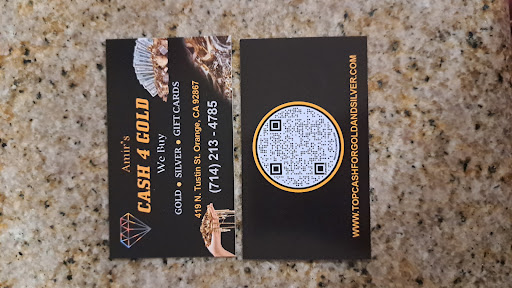 Amir's
CASH 4 GOLD
We Buy
GOLD ● SILVER ● GIFT CARDS
419 N. Tustin St. Orange, CA 92867
(714) 213 - 4785
WWW.TOPCASHFORGOLDANDSILVER.COM